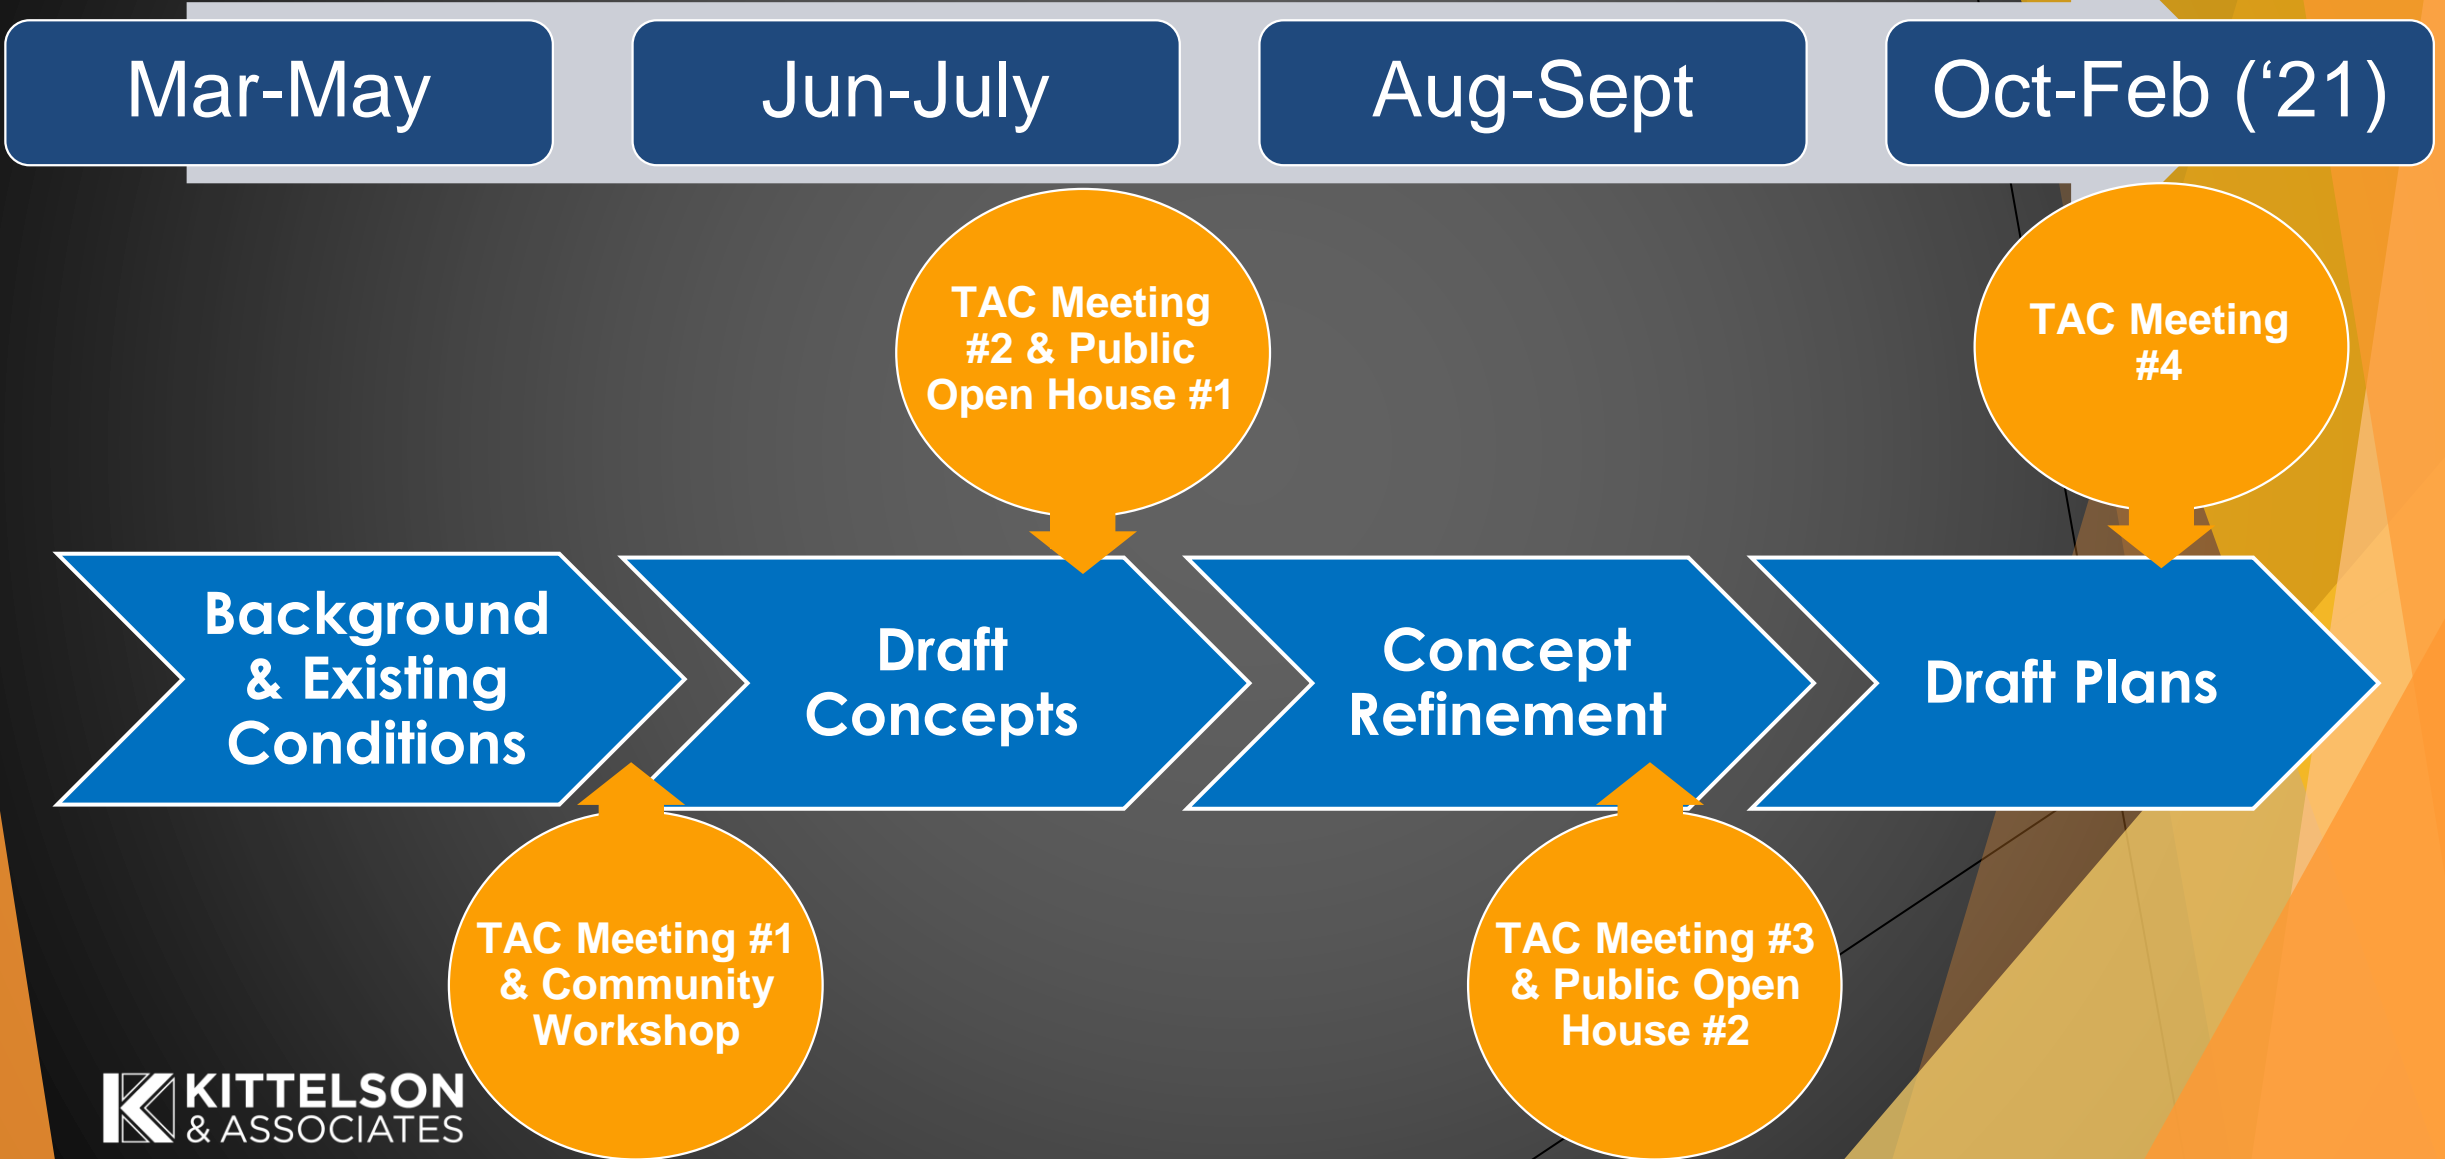 Mar-May
Jun-July
Aug-Sept
Oct-Feb (‘21)
TAC Meeting
#2 & Public
Open House #1
TAC Meeting
#4
Background
& Existing
Conditions
Draft
Concepts
Concept
Refinement
Draft Plans
TAC Meeting #1
& Community
Workshop
TAC Meeting #3
& Public Open
House #2
KITTELSON
& ASSOCIATES